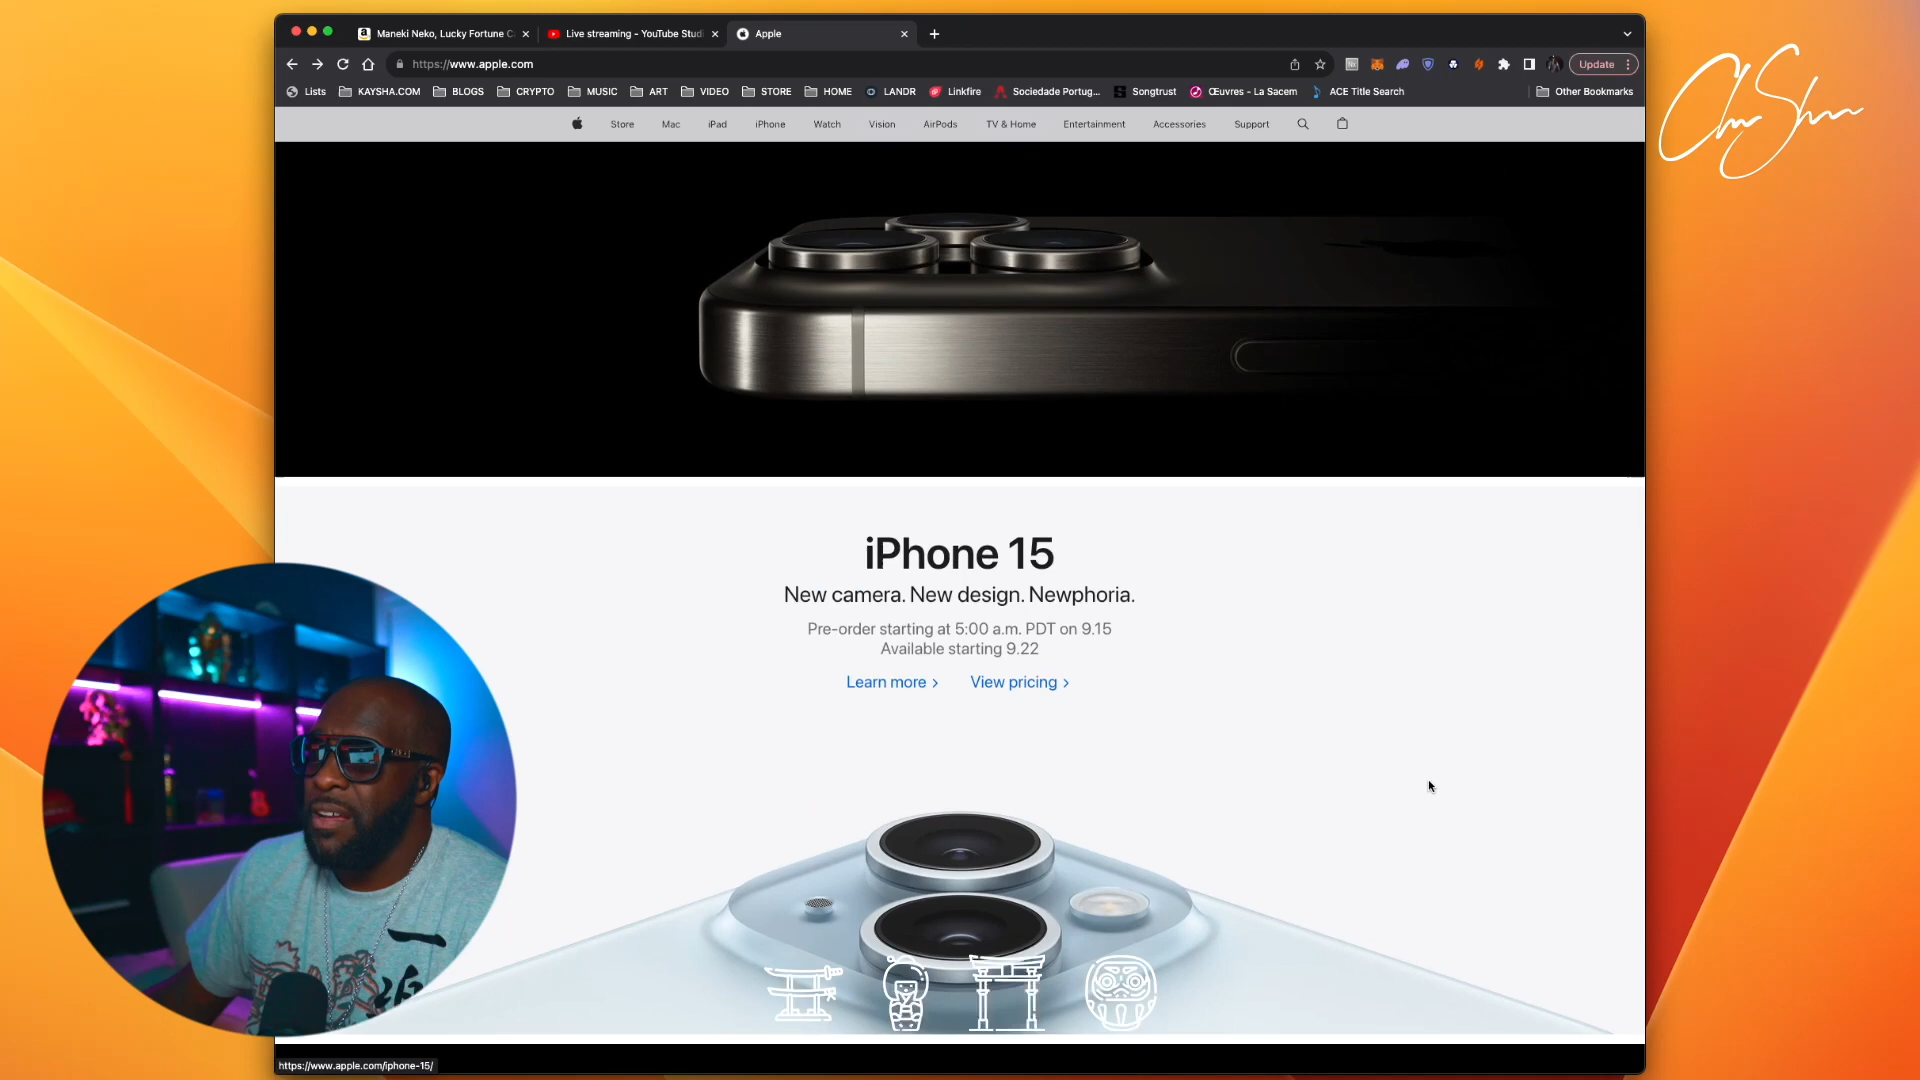 Maneki Neko, Lucky Fortune C
Live streaming - YouTube Studi
Apple
https://www.apple.com
Update
Lists
KAYSHA.COM
BLOGS
CRYPTO
MUSIC
ART
VIDEO
STORE
HOME
LANDR
Linkfire
Sociedade Portug...
Songtrust
Œuvres - La Sacem
ACE Title Search
Other Bookmarks
Store
Mac
iPad
iPhone
Watch
Vision
AirPods
TV & Home
Entertainment
Accessories
Support
iPhone 15
New camera. New design. Newphoria.
Pre-order starting at 5:00 a.m. PDT on 9.15
Available starting 9.22
Learn more >
View pricing >
一
https://www.apple.com/iphone-15/